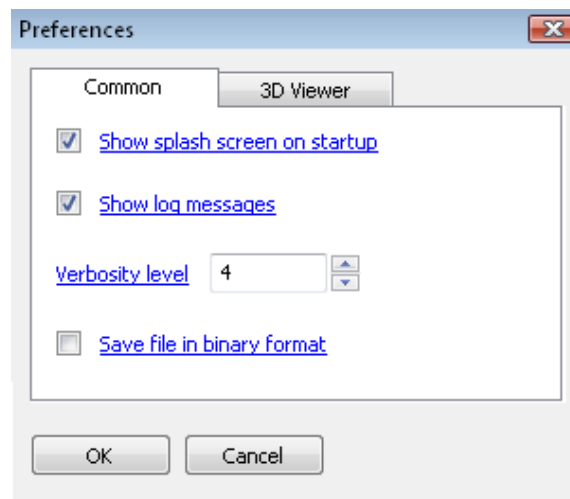 Preferences
Common 3D Viewer
Show splash screen on startup
Show log messages
Verbosity level 4
Save file in binary format
OK Cancel